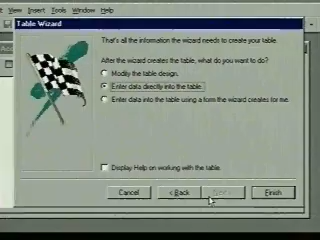 View Insert Tools Window Help
Table Wizard
That's all the information the wizard needs to create your table.
After the wizard creates the table, what do you want to do?
Modify the table design.
Enter data directly into the table.
Enter data into the table using a form the wizard creates for me.
Display Help on working with the table.
Cancel < Back Next > Finish